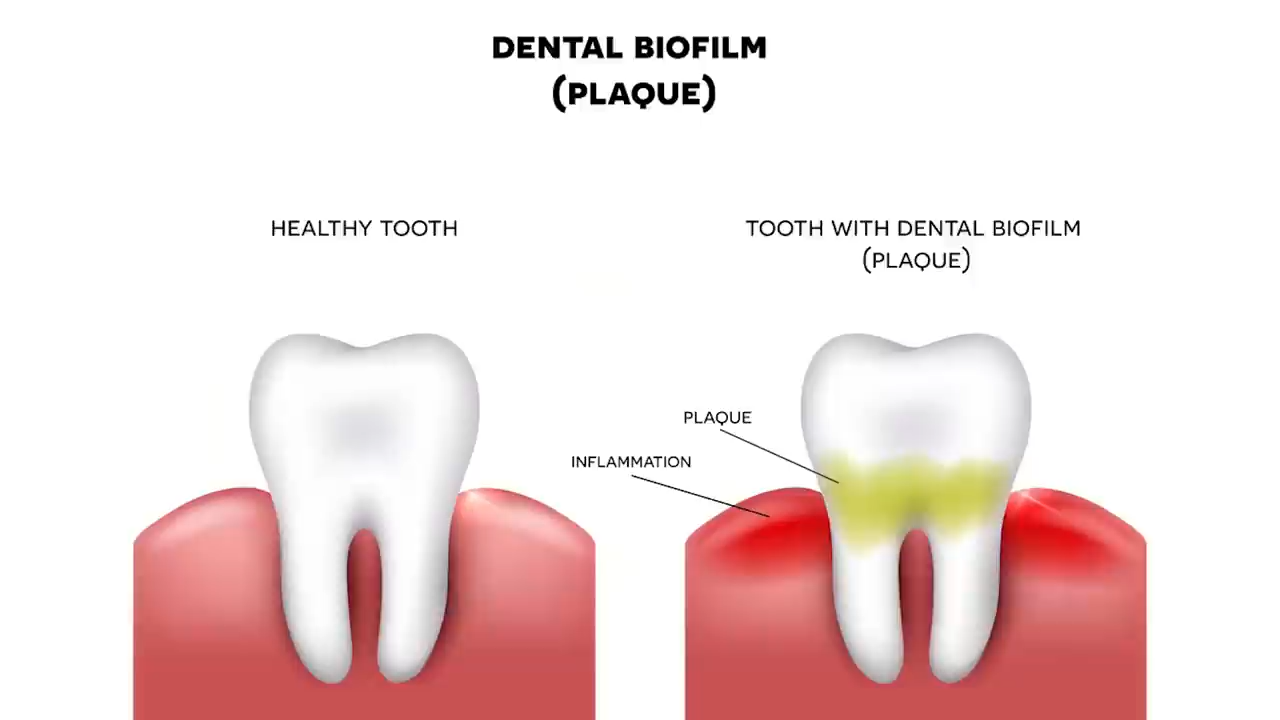 DENTAL BIOFILM
(PLAQUE)
HEALTHY TOOTH
TOOTH WITH DENTAL BIOFILM
(PLAQUE)
PLAQUE
INFLAMMATION